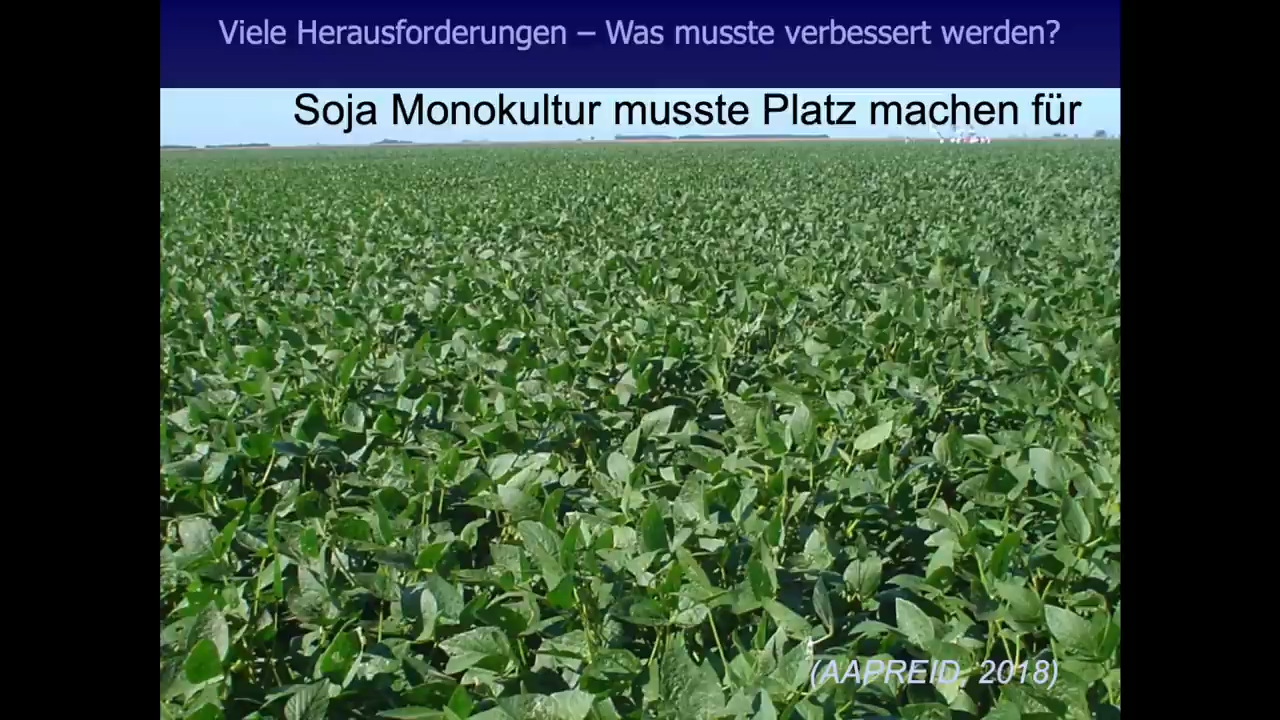 Viele Herausforderungen – Was musste verbessert werden?
Soja Monokultur musste Platz machen für
(AAPREID 2018)